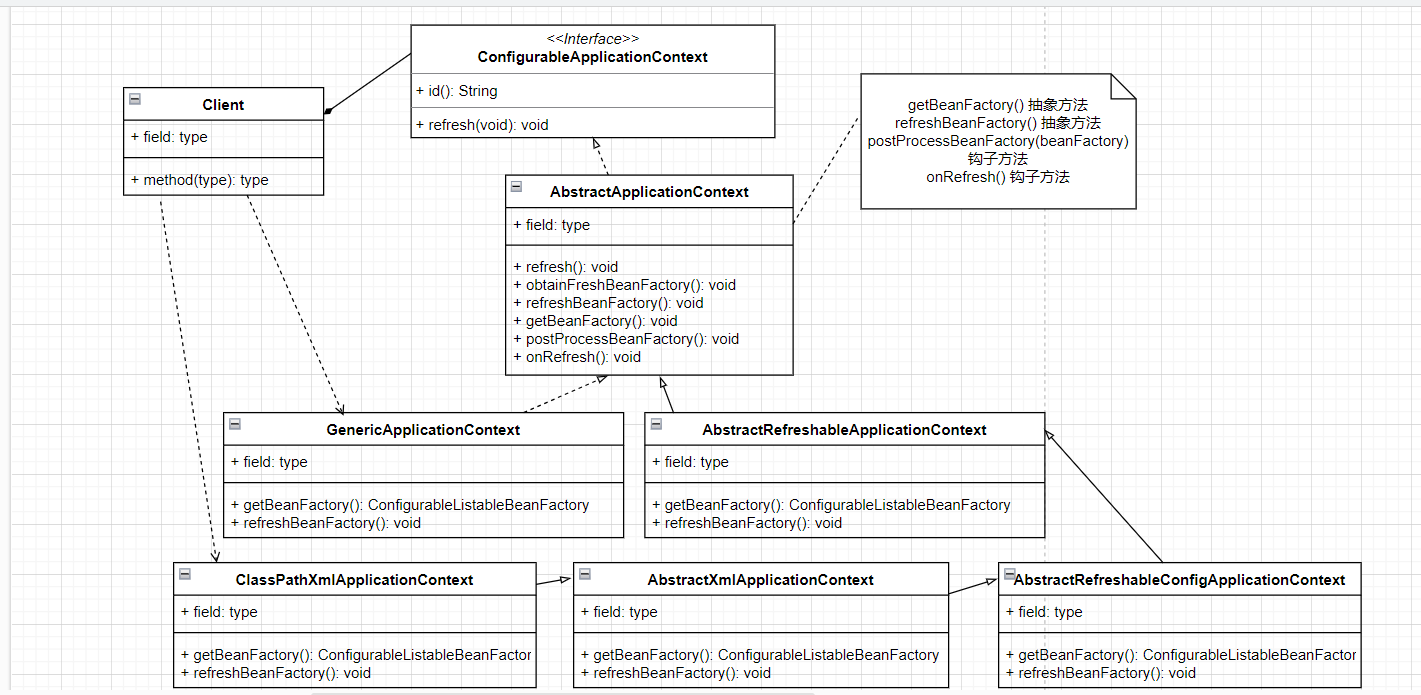 <<Interface>>
ConfigurableApplicationContext
+ id(): String
+ refresh(void): void
Client
+ field: type
+ method(type): type
getBeanFactory() 抽象方法
refreshBeanFactory() 抽象方法
postProcessBeanFactory(beanFactory)
钩子方法
onRefresh() 钩子方法
AbstractApplicationContext
+ field: type
+ refresh(): void
+ obtainFreshBeanFactory(): void
+ refreshBeanFactory(): void
+ getBeanFactory(): void
+ postProcessBeanFactory(): void
+ onRefresh(): void
GenericApplicationContext
+ field: type
+ getBeanFactory(): ConfigurableListableBeanFactory
+ refreshBeanFactory(): void
AbstractRefreshableApplicationContext
+ field: type
+ getBeanFactory(): ConfigurableListableBeanFactory
+ refreshBeanFactory(): void
ClassPathXmlApplicationContext
+ field: type
+ getBeanFactory(): ConfigurableListableBeanFactor
+ refreshBeanFactory(): void
AbstractXmlApplicationContext
+ field: type
+ getBeanFactory(): ConfigurableListableBeanFactory
+ refreshBeanFactory(): void
AbstractRefreshableConfigApplicationContext
+ field: type
+ getBeanFactory(): ConfigurableListableBeanFactor
+ refreshBeanFactory(): void